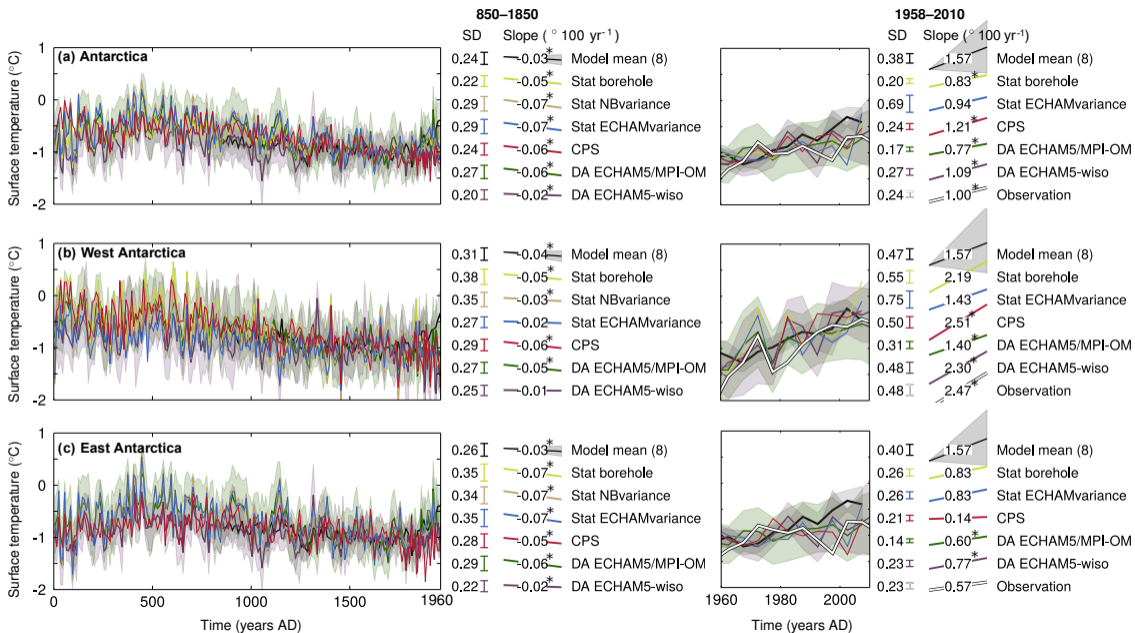 850–1850
1958–2010
SD Slope ( ° 100 yr-1)
SD Slope ( ° 100 yr-1)
Surface temperature (°C)
1
0
-1
-2
(a) Antarctica
0.24 -0.03* Model mean (8)
0.22 -0.05* Stat borehole
0.29 -0.07* Stat NBvariance
0.29 -0.07* Stat ECHAMvariance
0.24 -0.06* CPS
0.27 -0.06* DA ECHAM5/MPI-OM
0.20 -0.02* DA ECHAM5-wiso
0.38 1.57 Model mean (8)
0.20 0.83* Stat borehole
0.69 0.94 Stat ECHAMvariance
0.24 1.21* CPS
0.17 0.77* DA ECHAM5/MPI-OM
0.27 1.09* DA ECHAM5-wiso
0.24 1.00* Observation
Surface temperature (°C)
1
0
-1
-2
(b) West Antarctica
0.31 -0.04* Model mean (8)
0.38 -0.05* Stat borehole
0.35 -0.03* Stat NBvariance
0.27 -0.02 Stat ECHAMvariance
0.29 -0.06* CPS
0.27 -0.05* DA ECHAM5/MPI-OM
0.25 -0.01 DA ECHAM5-wiso
0.47 1.57 Model mean (8)
0.55 2.19 Stat borehole
0.75 1.43 Stat ECHAMvariance
0.50 2.51* CPS
0.31 1.40* DA ECHAM5/MPI-OM
0.48 2.30* DA ECHAM5-wiso
0.48 2.47* Observation
Surface temperature (°C)
1
0
-1
-2
(c) East Antarctica
0.26 -0.03* Model mean (8)
0.35 -0.07* Stat borehole
0.34 -0.07* Stat NBvariance
0.35 -0.07* Stat ECHAMvariance
0.28 -0.05* CPS
0.29 -0.06* DA ECHAM5/MPI-OM
0.22 -0.02* DA ECHAM5-wiso
0.40 1.57 Model mean (8)
0.26 0.83 Stat borehole
0.26 0.83 Stat ECHAMvariance
0.21 0.14 CPS
0.14 0.60* DA ECHAM5/MPI-OM
0.23 0.77* DA ECHAM5-wiso
0.23 0.57 Observation
0 500 1000 1500 1960
Time (years AD)
1960 1980 2000
Time (years AD)